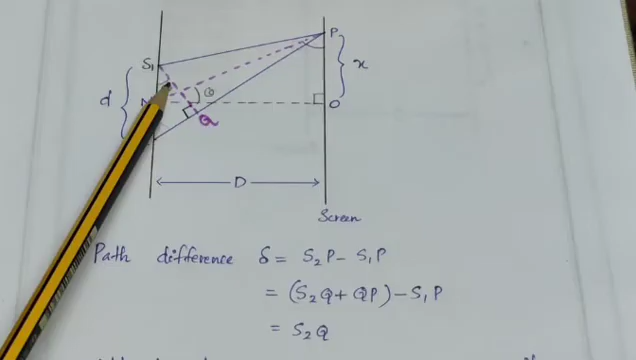 P
S₁
x
d
θ
O
Q
D
Screen
Path difference δ = S₂P - S₁P
= (S₂Q + QP) - S₁P
= S₂Q